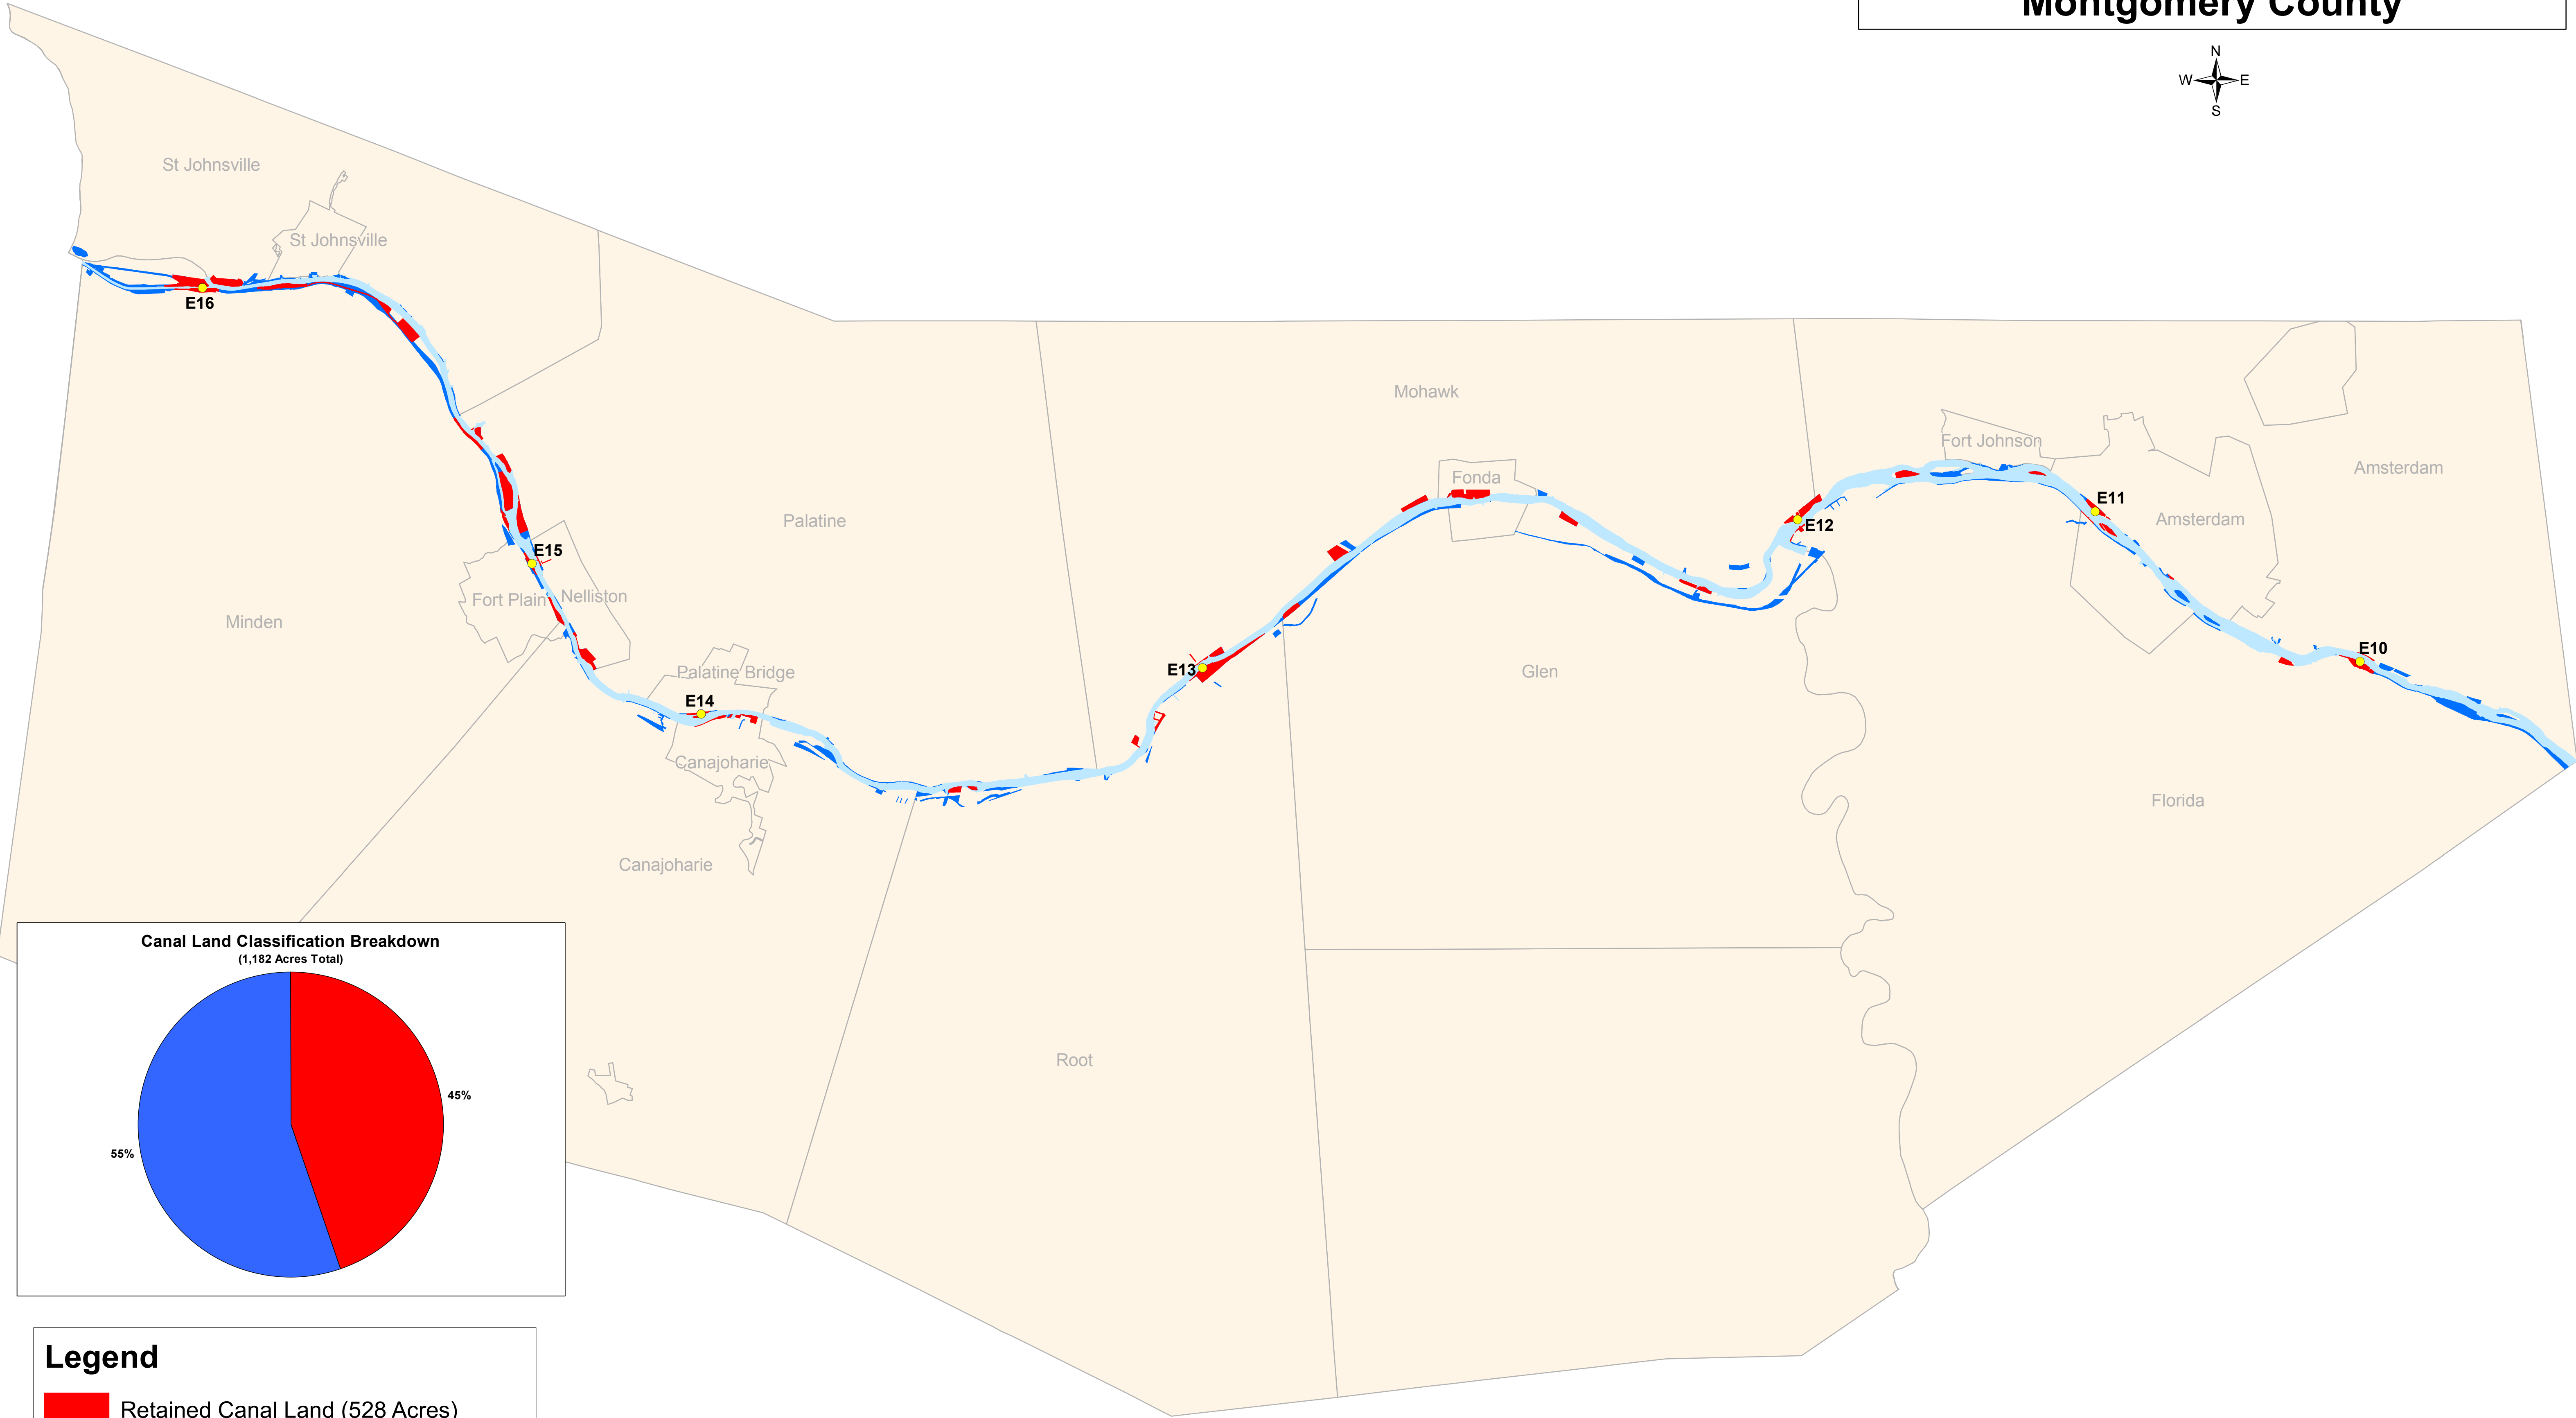 Montgomery County
N
W E
S
St Johnsville
St Johnsville
E16
Mohawk
Fort Johnson
Amsterdam
Fonda
E11
Amsterdam
E12
Palatine
E15
Fort Plain
Nelliston
Minden
E10
Palatine Bridge
E13
Glen
E14
Canajoharie
Florida
Canajoharie
Root
Canal Land Classification Breakdown
(1,182 Acres Total)
45%
55%
Legend
Retained Canal Land (528 Acres)